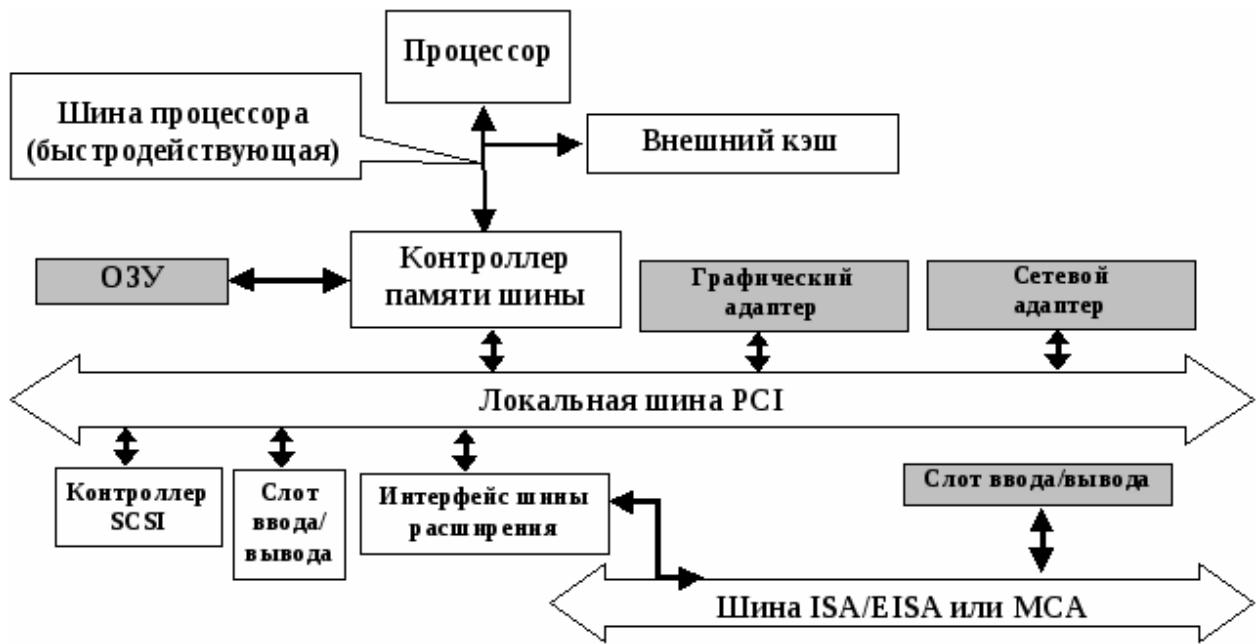 Процессор
Шина процессора
(быстродействующая)
Внешний кэш
Контроллер
памяти шины
ОЗУ
Графический
адаптер
Сетевой
адаптер
Локальная шина PCI
Контроллер
SCSI
Слот
ввода/
вывода
Интерфейс шины
расширения
Слот ввода/вывода
Шина ISA/EISA или MCA